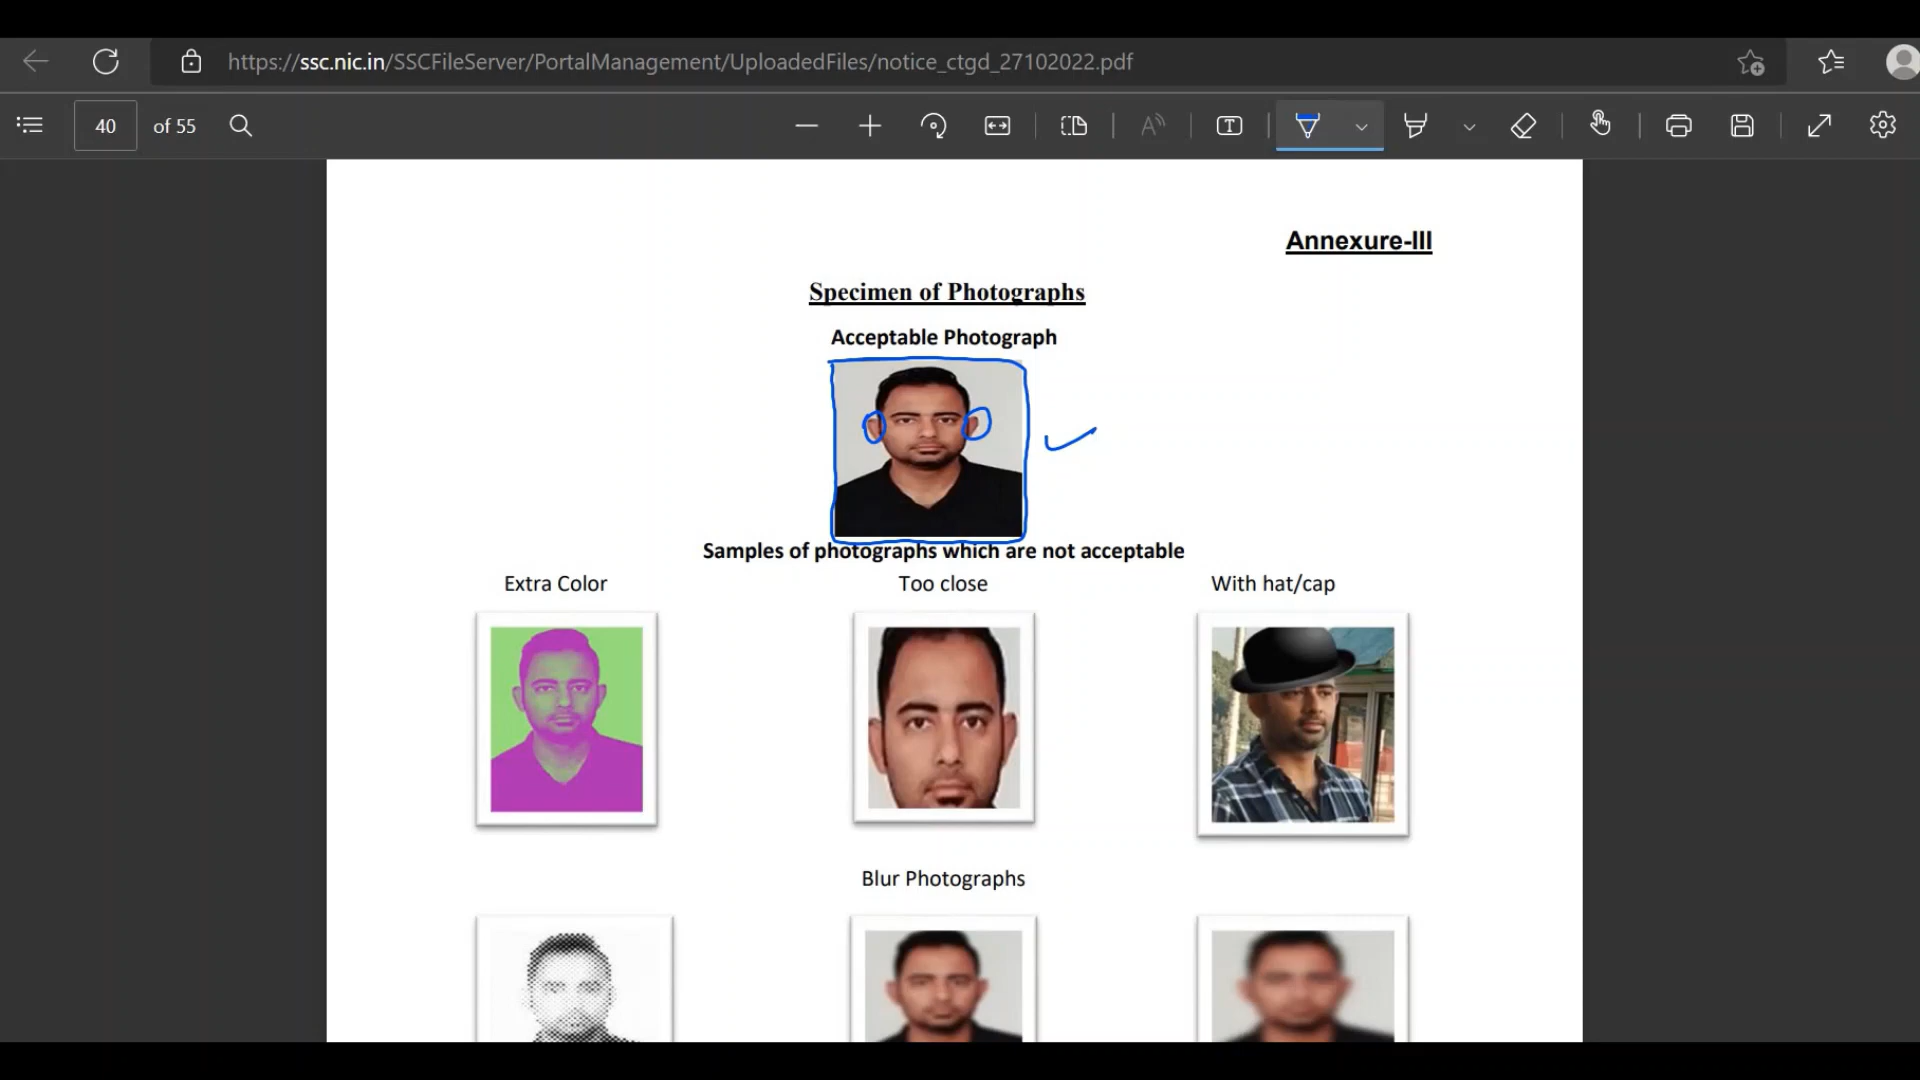 https://ssc.nic.in/SSCFileServer/PortalManagement/UploadedFiles/notice_ctgd_27102022.pdf
40 of 55
Annexure-III
Specimen of Photographs
Acceptable Photograph
Samples of photographs which are not acceptable
Extra Color Too close With hat/cap
Blur Photographs